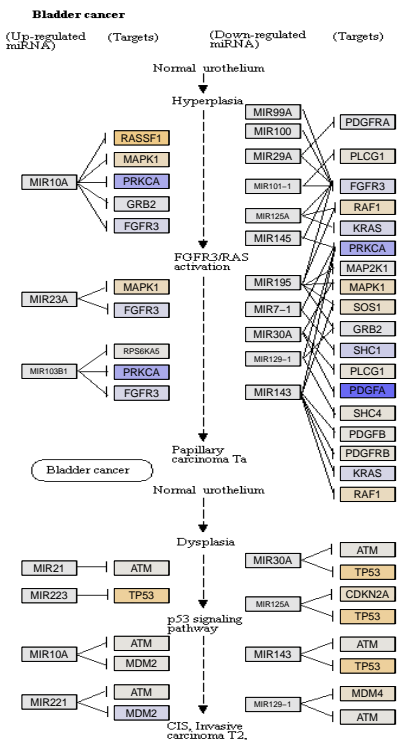 Bladder cancer
(Up-regulated
miRNA)
(Targets)
(Down-regulated
miRNA)
(Targets)
Normal urothelium
Hyperplasia
MIR10A
RASSF1
MAPK1
PRKCA
GRB2
FGFR3
MIR99A
MIR100
MIR29A
MIR101-1
MIR125A
MIR145
PDGFRA
PLCG1
FGFR3
RAF1
KRAS
PRKCA
FGFR3/RAS
activation
MIR23A
MAPK1
FGFR3
MIR103B1
RPS6KA5
PRKCA
FGFR3
MIR195
MIR7-1
MIR30A
MIR129-1
MIR143
MAP2K1
MAPK1
SOS1
GRB2
SHC1
PLCG1
PDGFA
SHC4
PDGFB
PDGFRB
KRAS
RAF1
Papillary
carcinoma Ta
Bladder cancer
Normal urothelium
Dysplasia
MIR21
ATM
MIR223
TP53
MIR30A
ATM
TP53
MIR125A
CDKN2A
TP53
p53 signaling
pathway
MIR10A
ATM
MDM2
MIR143
ATM
TP53
MIR221
ATM
MDM2
MIR129-1
MDM4
ATM
CIS, Invasive
carcinoma T2,